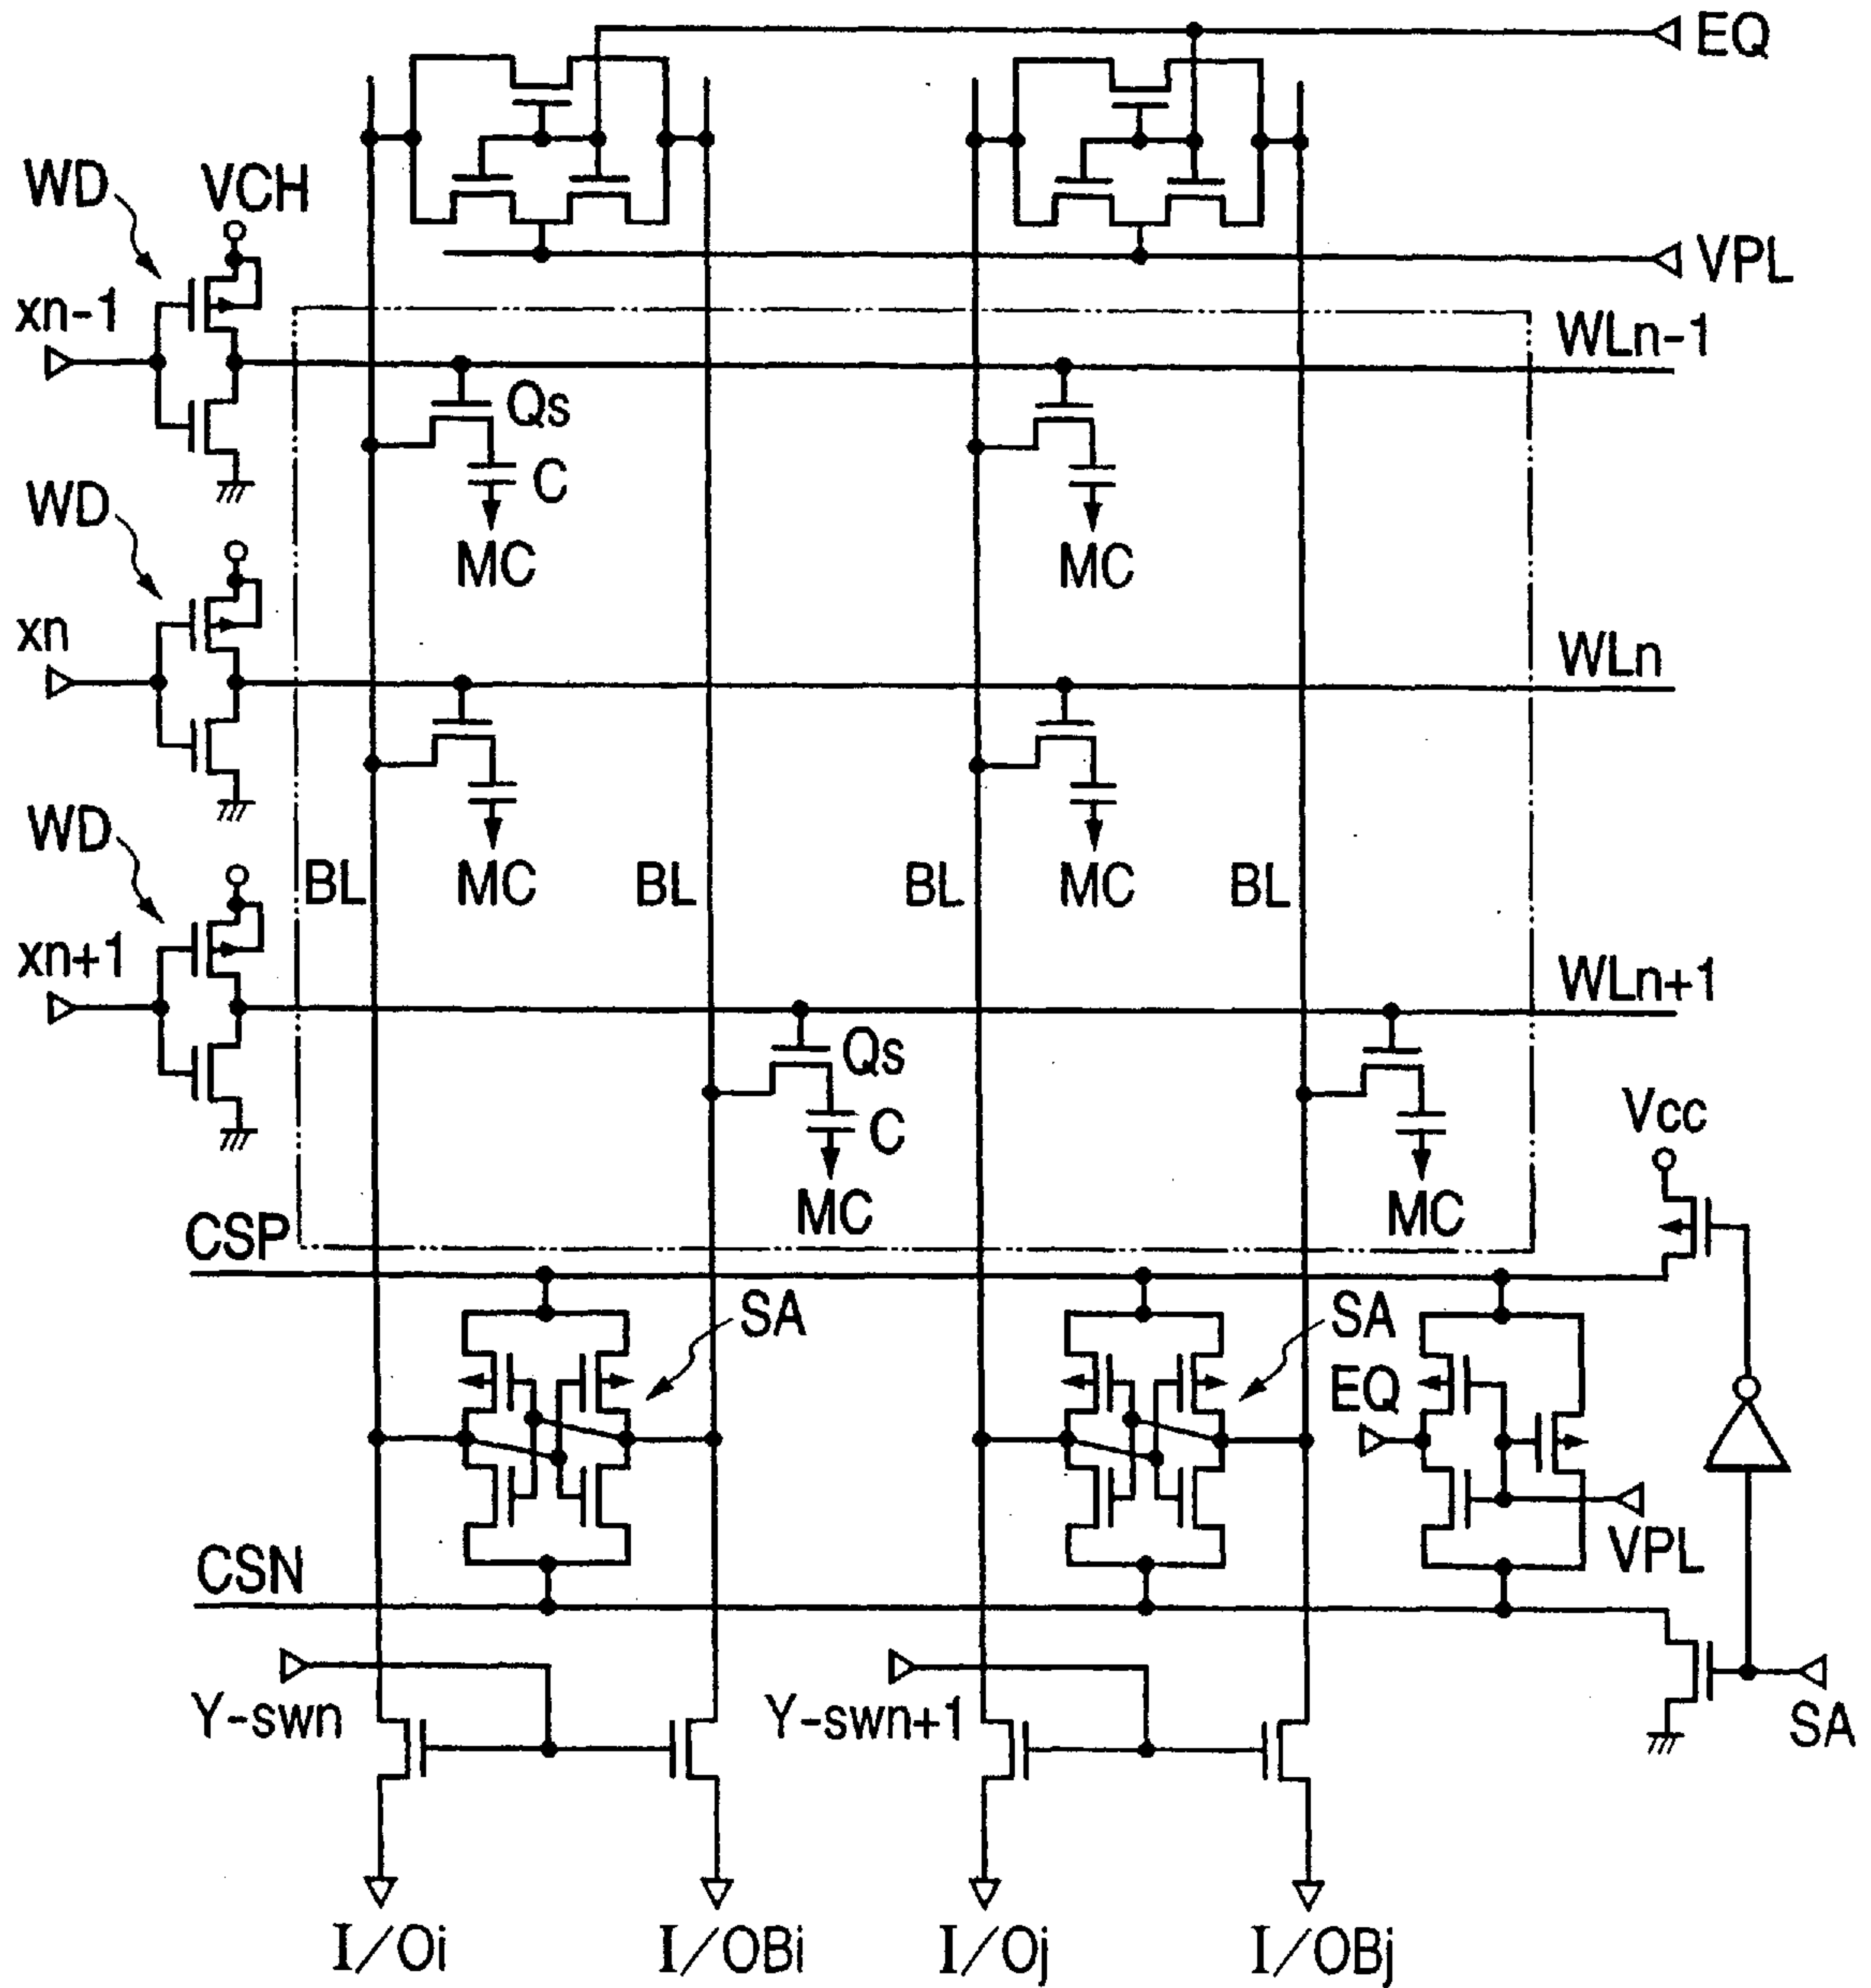 EQ
WD
VCH
VPL
xn-1
WLn-1
Qs
C
WD
MC
MC
xn
WLn
WD
BL
MC
BL
BL
MC
BL
xn+1
WLn+1
Qs
C
Vcc
MC
MC
CSP
SA
SA
EQ
VPL
CSN
Y-swn
Y-swn+1
SA
I/Oi
I/OBi
I/Oj
I/OBj